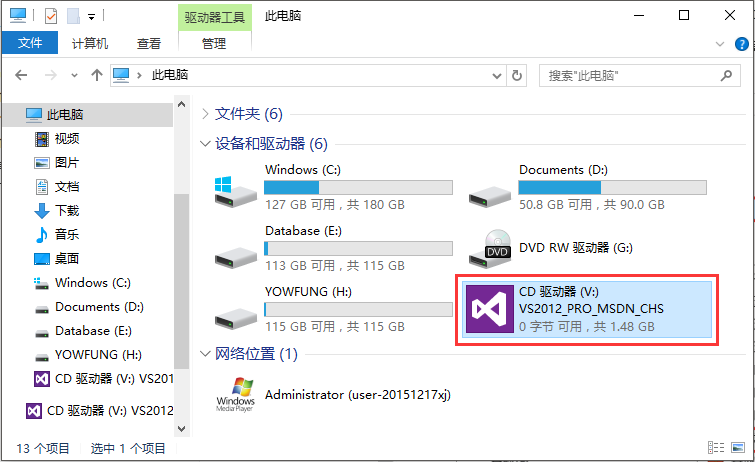 驱动器工具
此电脑
文件
计算机
查看
管理
此电脑
搜索"此电脑"
此电脑
视频
图片
文档
下载
音乐
桌面
Windows (C:)
Documents (D:)
Database (E:)
YOWFUNG (H:)
CD 驱动器 (V:) VS201
CD 驱动器 (V:) VS2012
文件夹 (6)
设备和驱动器 (6)
Windows (C:)
127 GB 可用，共 180 GB
Documents (D:)
50.8 GB 可用，共 90.0 GB
Database (E:)
113 GB 可用，共 115 GB
DVD
DVD RW 驱动器 (G:)
YOWFUNG (H:)
115 GB 可用，共 115 GB
CD 驱动器 (V:)
VS2012_PRO_MSDN_CHS
0 字节 可用，共 1.48 GB
网络位置 (1)
Windows
Media Player
Administrator (user-20151217xj)
13 个项目
选中 1 个项目